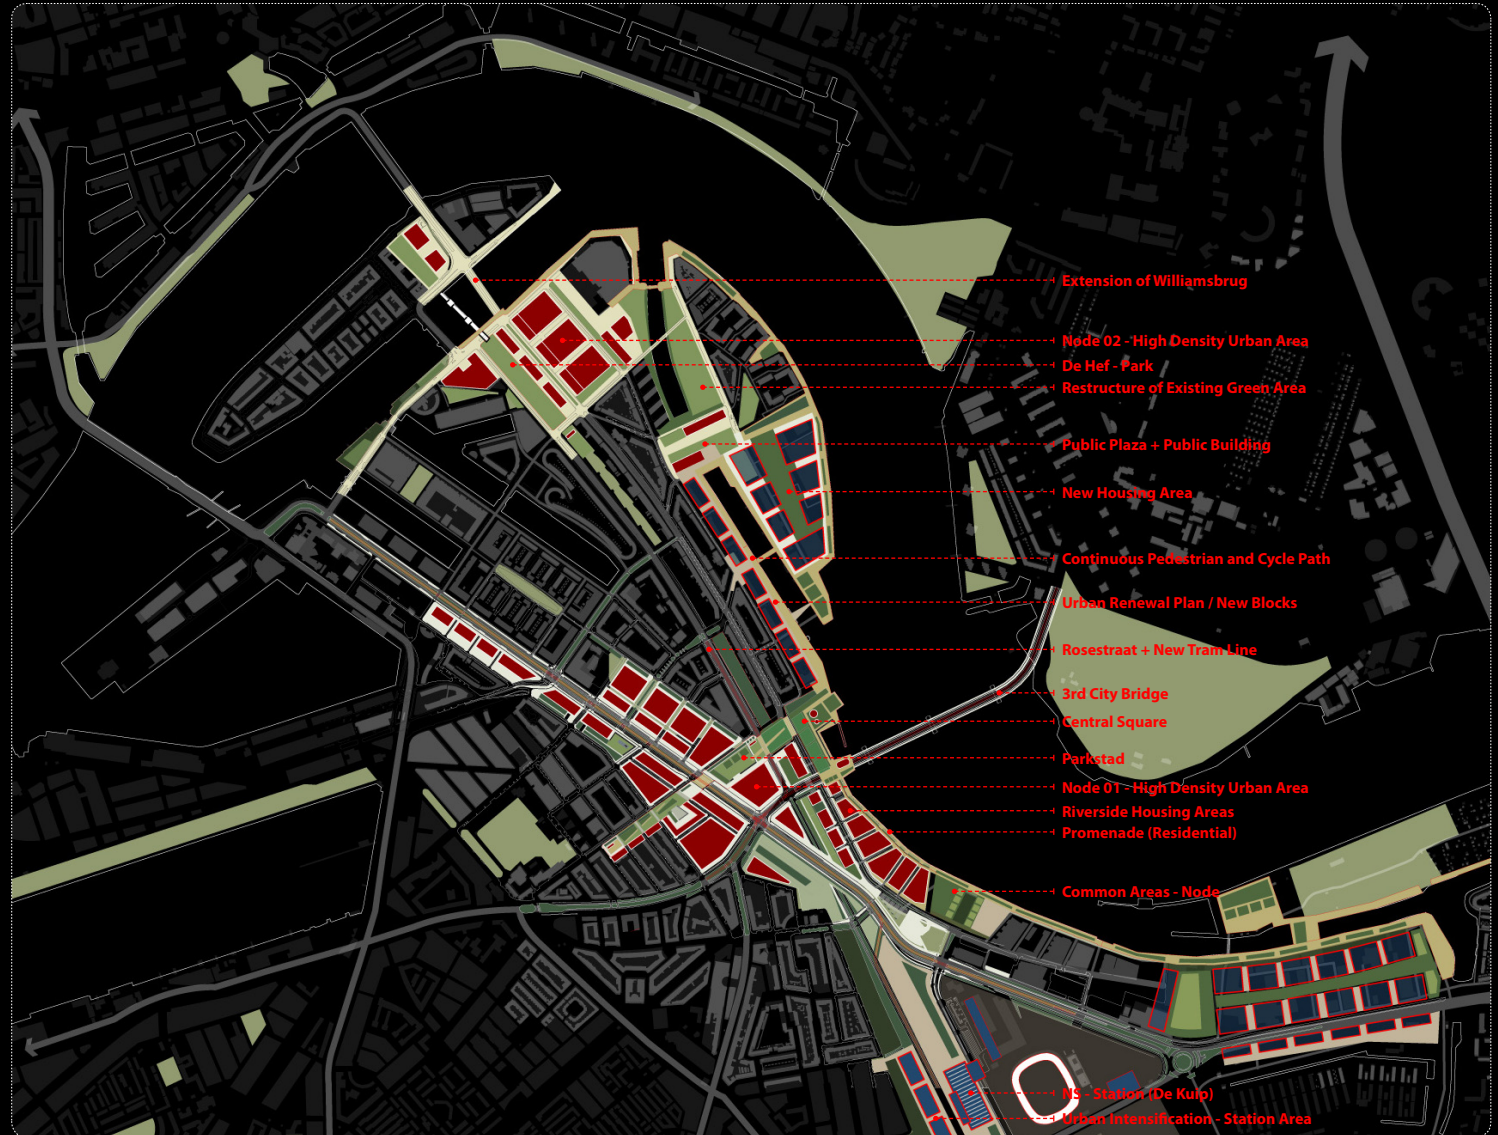 Extension of Williamsbrug
Node 02 - High Density Urban Area
De Hef - Park
Restructure of Existing Green Area
Public Plaza + Public Building
New Housing Area
Continuous Pedestrian and Cycle Path
Urban Renewal Plan / New Blocks
Rosestraat + New Tram Line
3rd City Bridge
Central Square
Parkstad
Node 01 - High Density Urban Area
Riverside Housing Areas
Promenade (Residential)
Common Areas - Node
NS - Station (De Kuip)
Urban Intensification - Station Area